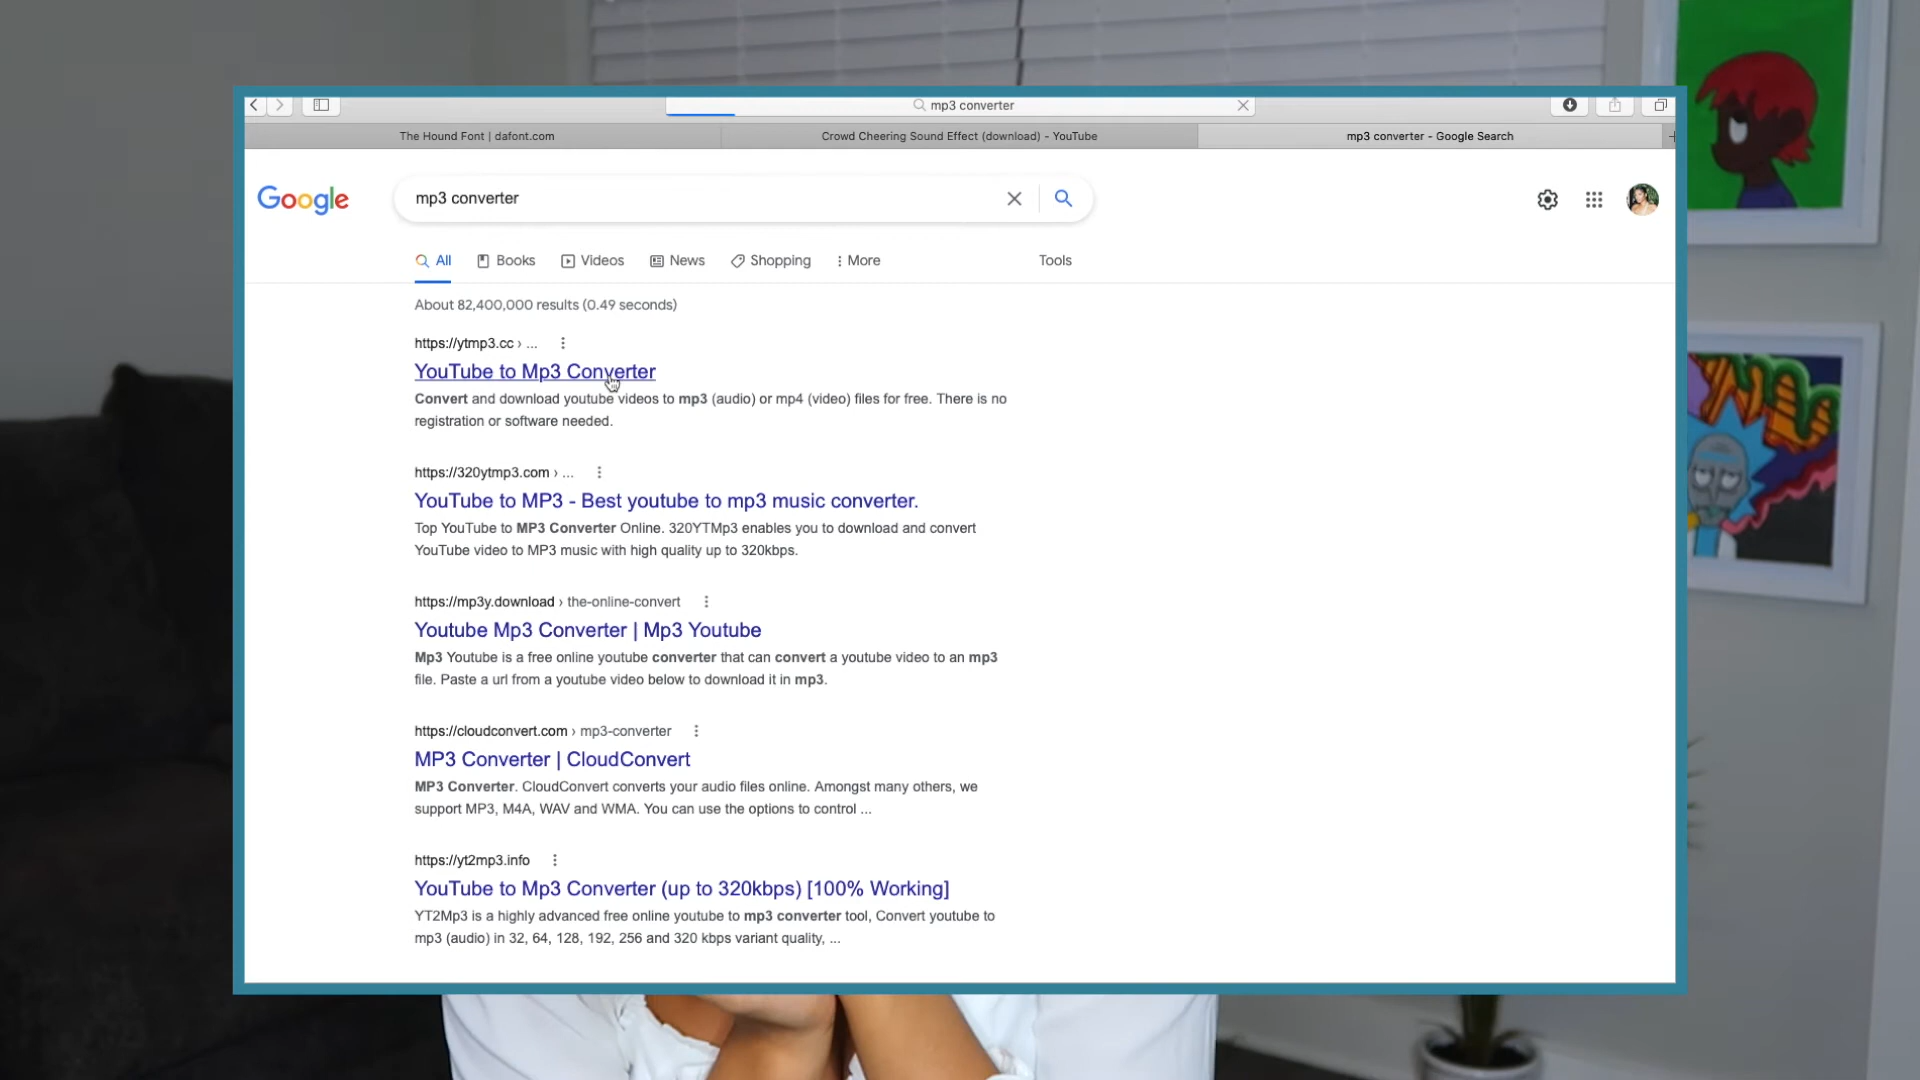 mp3 converter
The Hound Font | dafont.com
Crowd Cheering Sound Effect (download) - YouTube
mp3 converter - Google Search
Google
mp3 converter
All
Books
Videos
News
Shopping
More
Tools
About 82,400,000 results (0.49 seconds)
https://ytmp3.cc › ...
YouTube to Mp3 Converter
Convert and download youtube videos to mp3 (audio) or mp4 (video) files for free. There is no
registration or software needed.
https://320ytmp3.com › ...
YouTube to MP3 - Best youtube to mp3 music converter.
Top YouTube to MP3 Converter Online. 320YTMp3 enables you to download and convert
YouTube video to MP3 music with high quality up to 320kbps.
https://mp3y.download › the-online-convert
Youtube Mp3 Converter | Mp3 Youtube
Mp3 Youtube is a free online youtube converter that can convert a youtube video to an mp3
file. Paste a url from a youtube video below to download it in mp3.
https://cloudconvert.com › mp3-converter
MP3 Converter | CloudConvert
MP3 Converter. CloudConvert converts your audio files online. Amongst many others, we
support MP3, M4A, WAV and WMA. You can use the options to control ...
https://yt2mp3.info
YouTube to Mp3 Converter (up to 320kbps) [100% Working]
YT2Mp3 is a highly advanced free online youtube to mp3 converter tool, Convert youtube to
mp3 (audio) in 32, 64, 128, 192, 256 and 320 kbps variant quality, ...